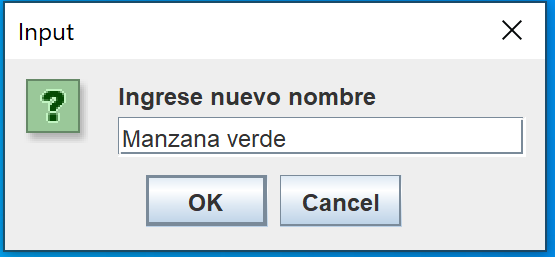 Input
Ingrese nuevo nombre
Manzana verde
OK Cancel